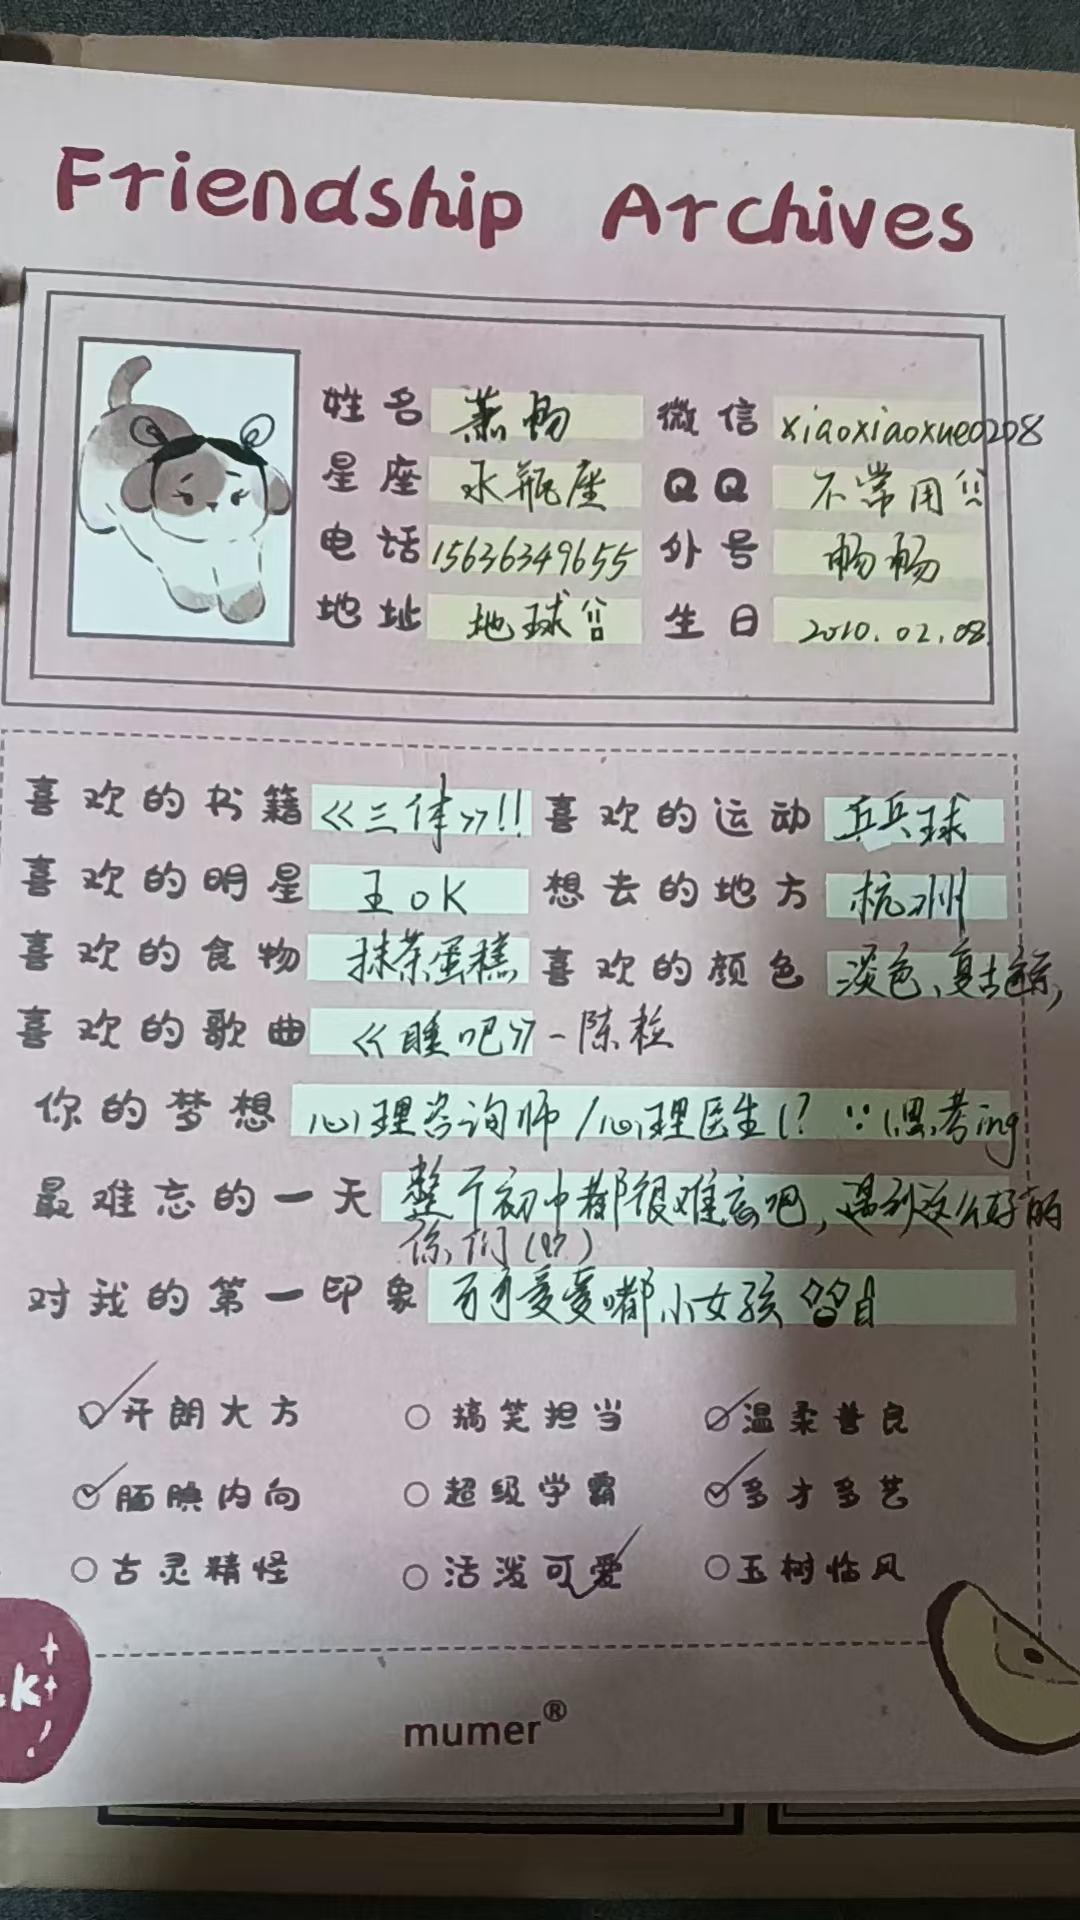 Friendship Archives
姓名 萧畅 微信 xiaoxiaoxue0208
星座 水瓶座 QQ 不常用
电话 15636349655 外号 畅畅
地址 地球 生日 2010.02.08
喜欢的书籍 《三体》!! 喜欢的运动 乒乓球
喜欢的明星 王OK 想去的地方 杭州
喜欢的食物 抹茶蛋糕 喜欢的颜色 淡色、复古色系,
喜欢的歌曲 《睡吧》-陈粒
你的梦想 心理咨询师/心理医生(? (思考ing
最难忘的一天 整个初中都很难忘吧,遇到这么好的
你们()
对我的第一印象 可可爱爱嘟小女孩
开朗大方 搞笑担当 温柔善良
腼腆内向 超级学霸 多才多艺
古灵精怪 活泼可爱 玉树临风
.k
mumer®